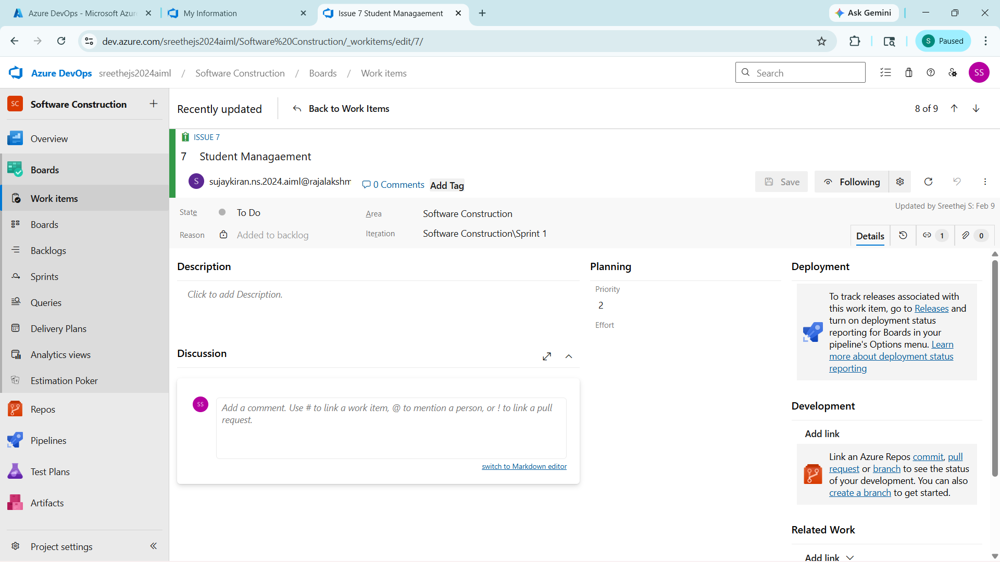 Azure DevOps - Microsoft Azur
My Information
Issue 7 Student Managaement
Ask Gemini
dev.azure.com/sreethejs2024aiml/Software%20Construction/_workitems/edit/7/
S
Paused
Azure DevOps
sreethejs2024aiml / Software Construction / Boards / Work items
Search
SS
SC
Software Construction
Overview
Boards
Work items
Boards
Backlogs
Sprints
Queries
Delivery Plans
Analytics views
Estimation Poker
Repos
Pipelines
Test Plans
Artifacts
Project settings
Recently updated
Back to Work Items
8 of 9
ISSUE 7
7 Student Managaement
S
sujaykiran.ns.2024.aiml@rajalakshm
0 Comments
Add Tag
Save
Following
State
To Do
Area
Software Construction
Updated by Sreethej S: Feb 9
Reason
Added to backlog
Iteration
Software Construction\Sprint 1
Details
1
0
Description
Click to add Description.
Discussion
SS
Add a comment. Use # to link a work item, @ to mention a person, or ! to link a pull
request.
switch to Markdown editor
Planning
Priority
2
Effort
Deployment
To track releases associated with
this work item, go to Releases and
turn on deployment status
reporting for Boards in your
pipeline's Options menu. Learn
more about deployment status
reporting
Development
Add link
Link an Azure Repos commit, pull
request or branch to see the status
of your development. You can also
create a branch to get started.
Related Work
Add link